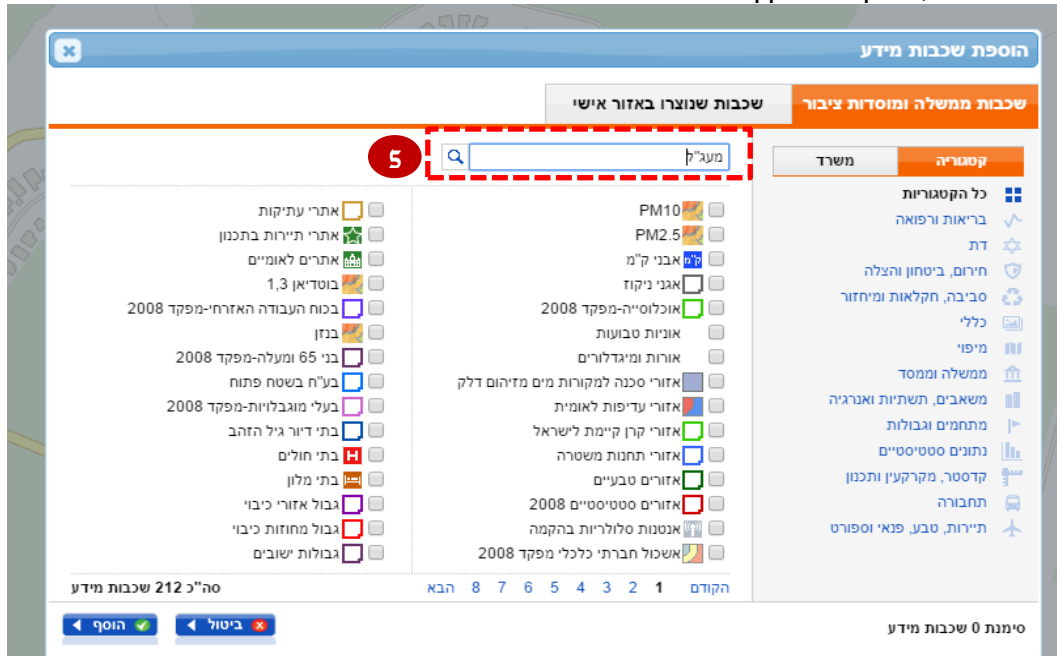 הוספת שכבות מידע
שכבות ממשלה ומוסדות ציבור
שכבות שנוצרו באזור אישי
קטגוריה
משרד
כל הקטגוריות
בריאות ורפואה
דת
חירום, ביטחון והצלה
סביבה, חקלאות ומיחזור
כללי
מיפוי
ממשלה וממסד
משאבים, תשתיות ואנרגיה
מתחמים וגבולות
נתונים סטטיסטיים
קדסטר, מקרקעין ותכנון
תחבורה
תיירות, טבע, פנאי וספורט
מעג"ל
5
PM10
PM2.5
ק"מ אבני ק"מ
אגני ניקוז
אוכלוסייה-מפקד 2008
אוניות טבועות
אורות ומיגדלורים
אזורי סכנה למקורות מים מזיהום דלק
אזורי עדיפות לאומית
אזורי קרן קיימת לישראל
אזורי תחנות משטרה
אזורים טבעיים
אזורים סטטיסטיים 2008
אנטנות סלולריות בהקמה
אשכול חברתי כלכלי מפקד 2008
אתרי עתיקות
אתרי תיירות בתכנון
אתרים לאומיים
בוטדיאן 1,3
בכוח העבודה האזרחי-מפקד 2008
בנזן
בני 65 ומעלה-מפקד 2008
בע"ח בשטח פתוח
בעלי מוגבלויות-מפקד 2008
בתי דיור גיל הזהב
H בתי חולים
בתי מלון
גבול אזורי כיבוי
גבול מחוזות כיבוי
גבולות ישובים
הקודם 1 2 3 4 5 6 7 8 הבא
סה"כ 212 שכבות מידע
סימנת 0 שכבות מידע
ביטול
הוסף